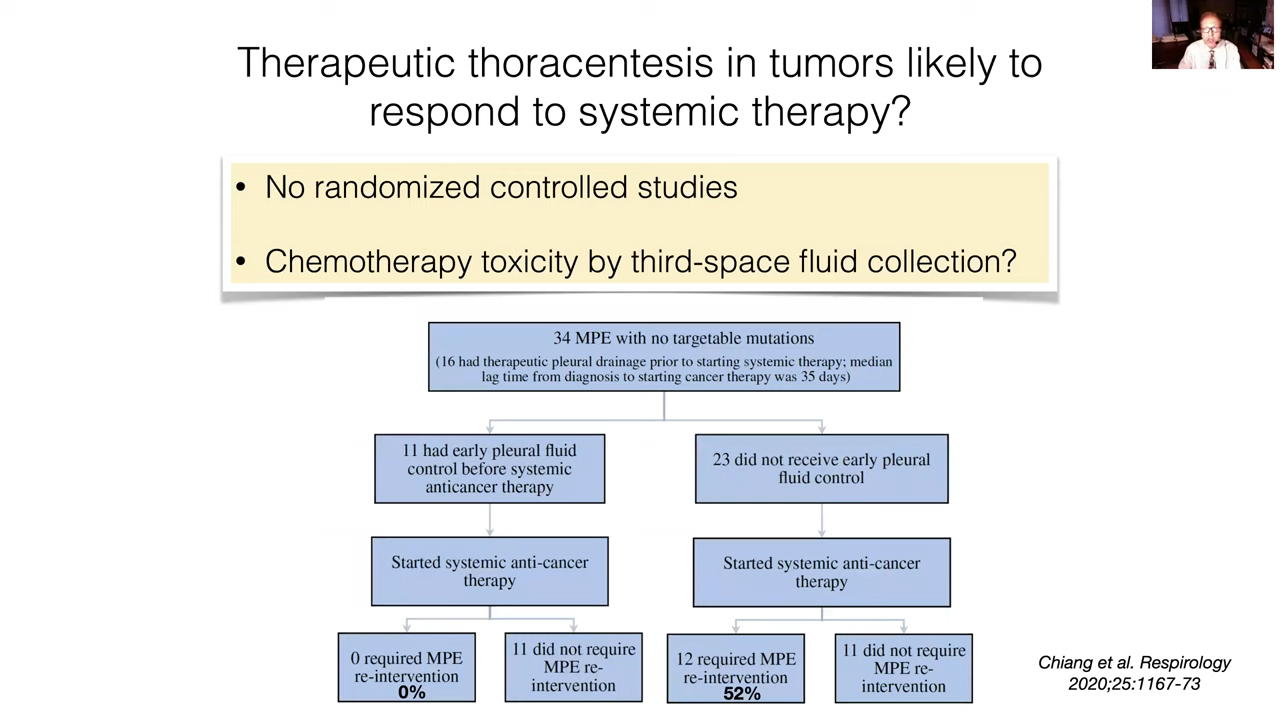 Therapeutic thoracentesis in tumors likely to
respond to systemic therapy?
• No randomized controlled studies
• Chemotherapy toxicity by third-space fluid collection?
34 MPE with no targetable mutations
(16 had therapeutic pleural drainage prior to starting systemic therapy; median
lag time from diagnosis to starting cancer therapy was 35 days)
11 had early pleural fluid
control before systemic
anticancer therapy
23 did not receive early pleural
fluid control
Started systemic anti-cancer
therapy
Started systemic anti-cancer
therapy
0 required MPE
re-intervention
0%
11 did not require
MPE re-
intervention
12 required MPE
re-intervention
52%
11 did not require
MPE re-
intervention
Chiang et al. Respirology
2020;25:1167-73